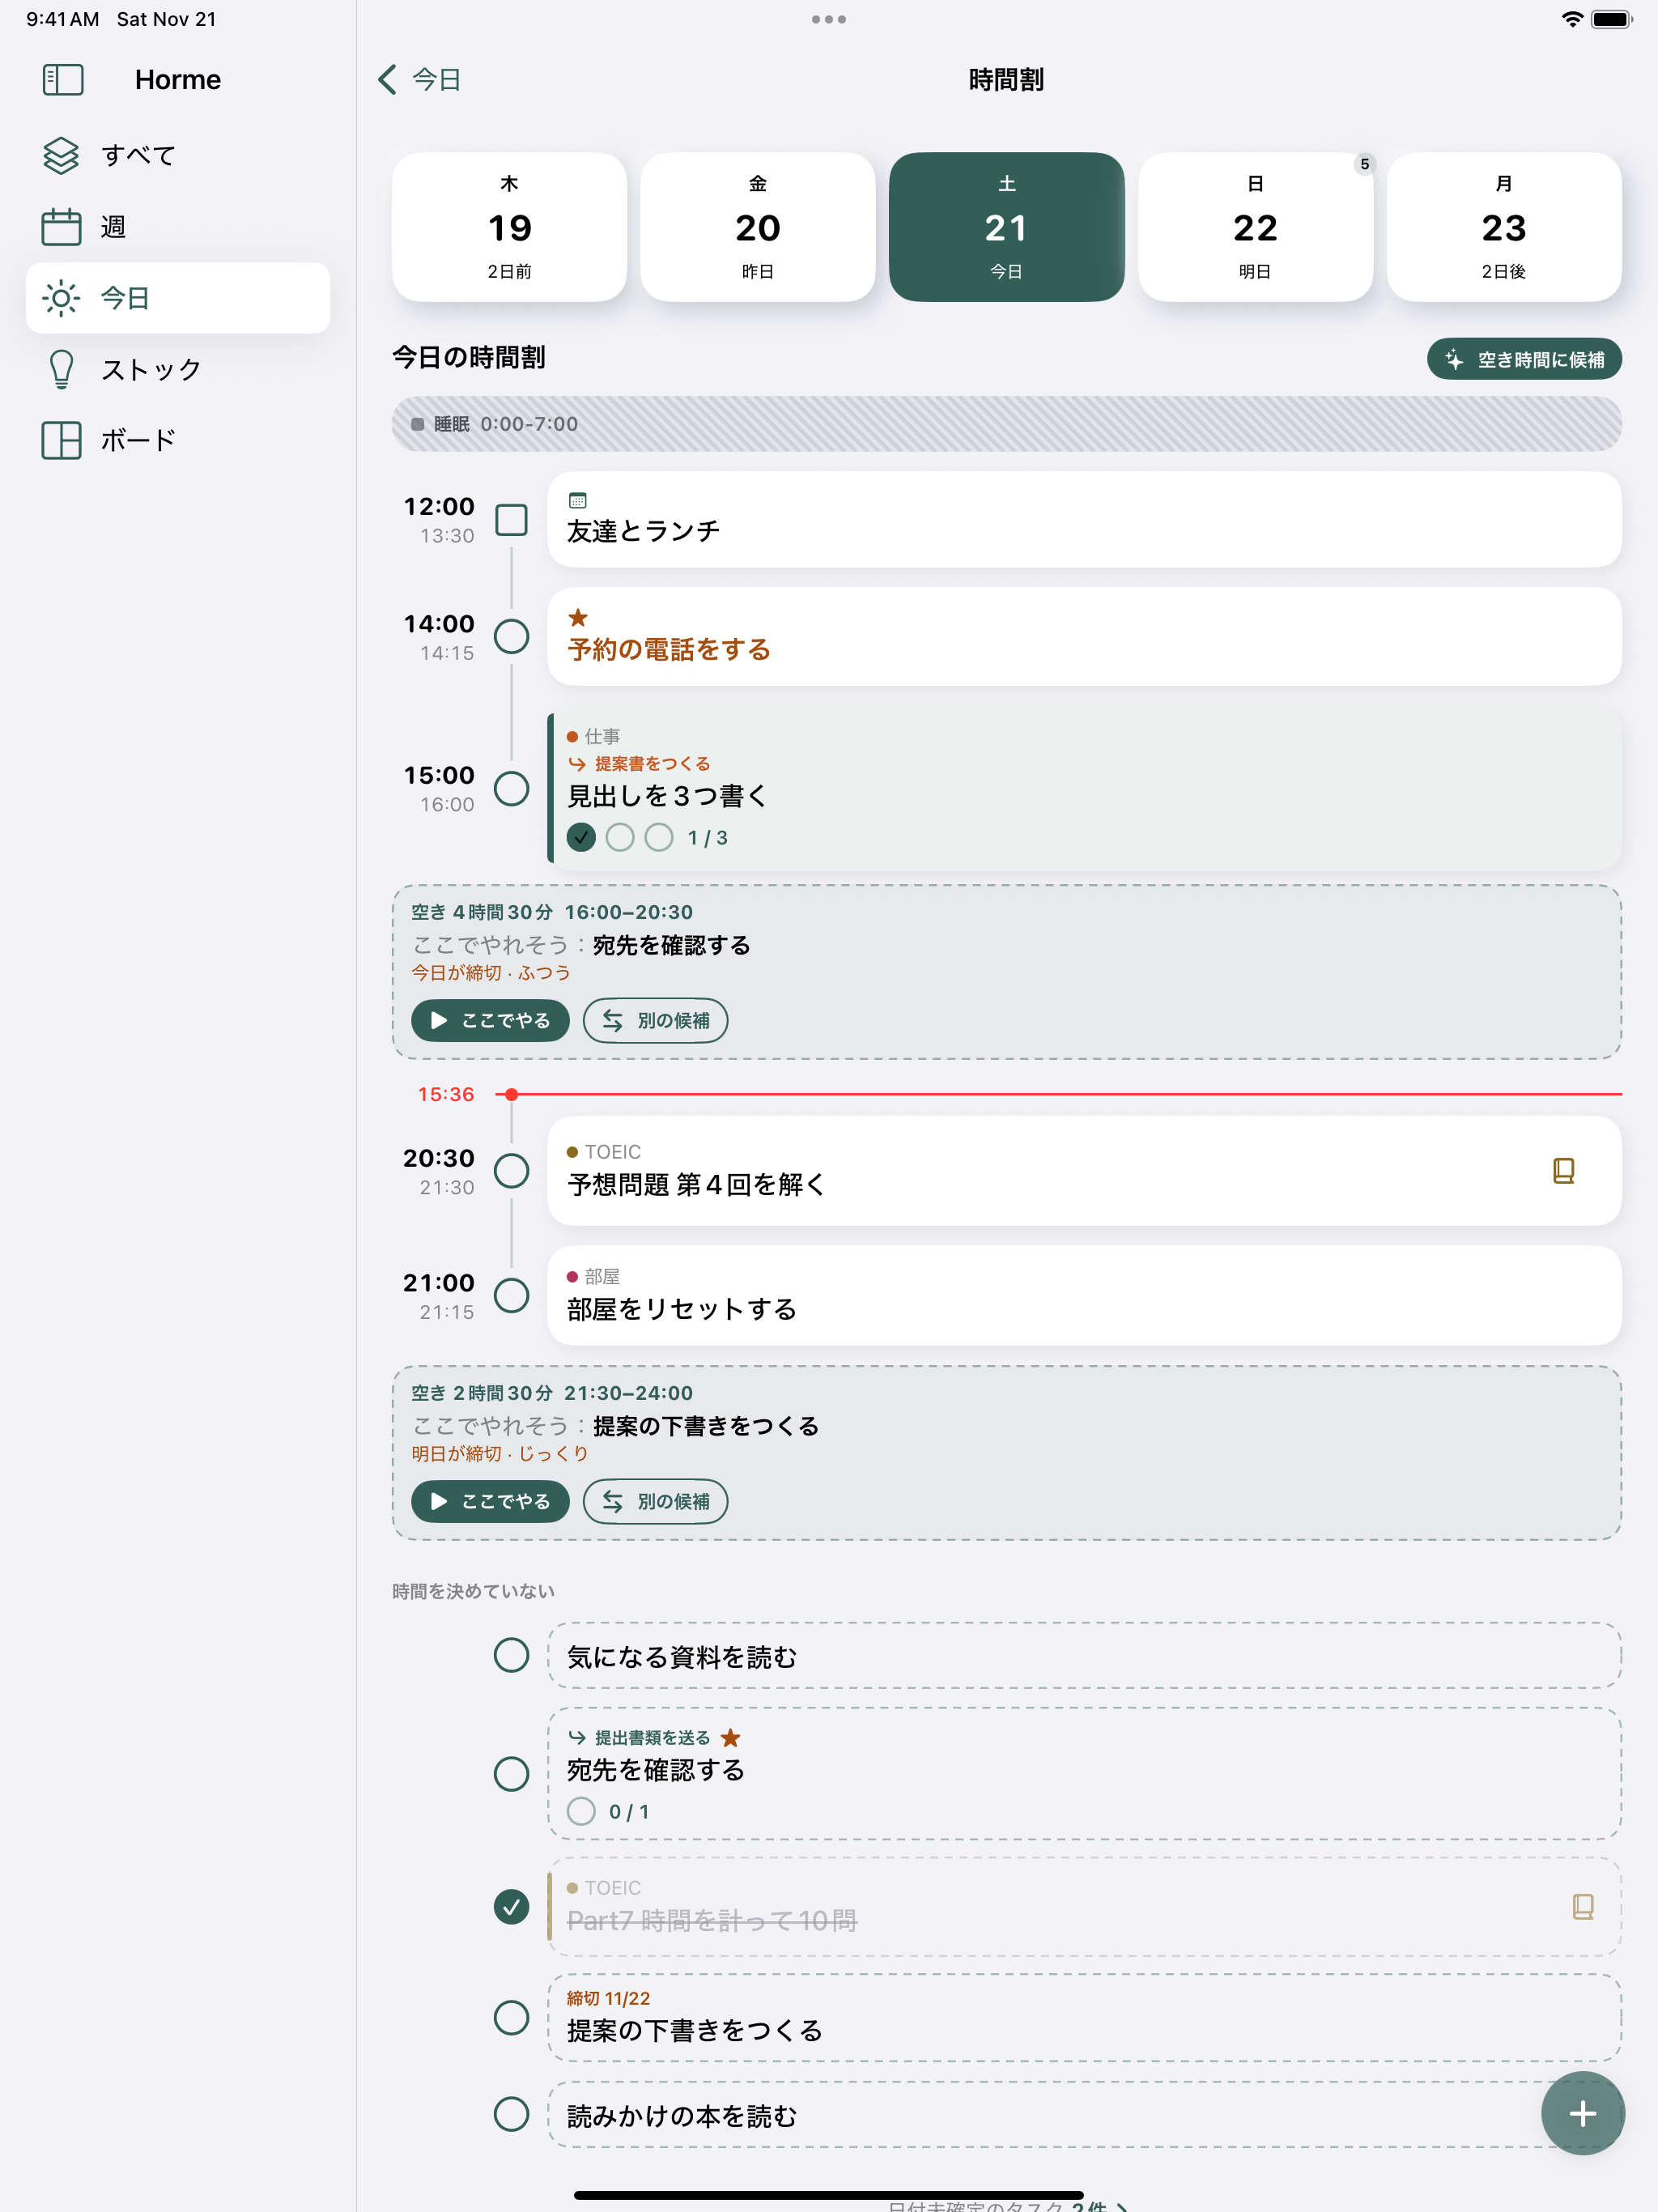 9:41 AM Sat Nov 21
Horme
すべて
週
今日
ストック
ボード
今日
時間割
木
19
2日前
金
20
昨日
土
21
今日
5
日
22
明日
月
23
2日後
今日の時間割
空き時間に候補
睡眠 0:00-7:00
12:00
13:30
友達とランチ
14:00
14:15
予約の電話をする
15:00
16:00
仕事
提案書をつくる
見出しを3つ書く
1 / 3
空き 4時間30分 16:00–20:30
ここでやれそう：宛先を確認する
今日が締切 · ふつう
ここでやる
別の候補
15:36
20:30
21:30
TOEIC
予想問題 第4回を解く
21:00
21:15
部屋
部屋をリセットする
空き 2時間30分 21:30–24:00
ここでやれそう：提案の下書きをつくる
明日が締切 · じっくり
ここでやる
別の候補
時間を決めていない
気になる資料を読む
提出書類を送る
宛先を確認する
0 / 1
TOEIC
Part7 時間を計って10問
締切 11/22
提案の下書きをつくる
読みかけの本を読む
日付未確定のタスク 2件